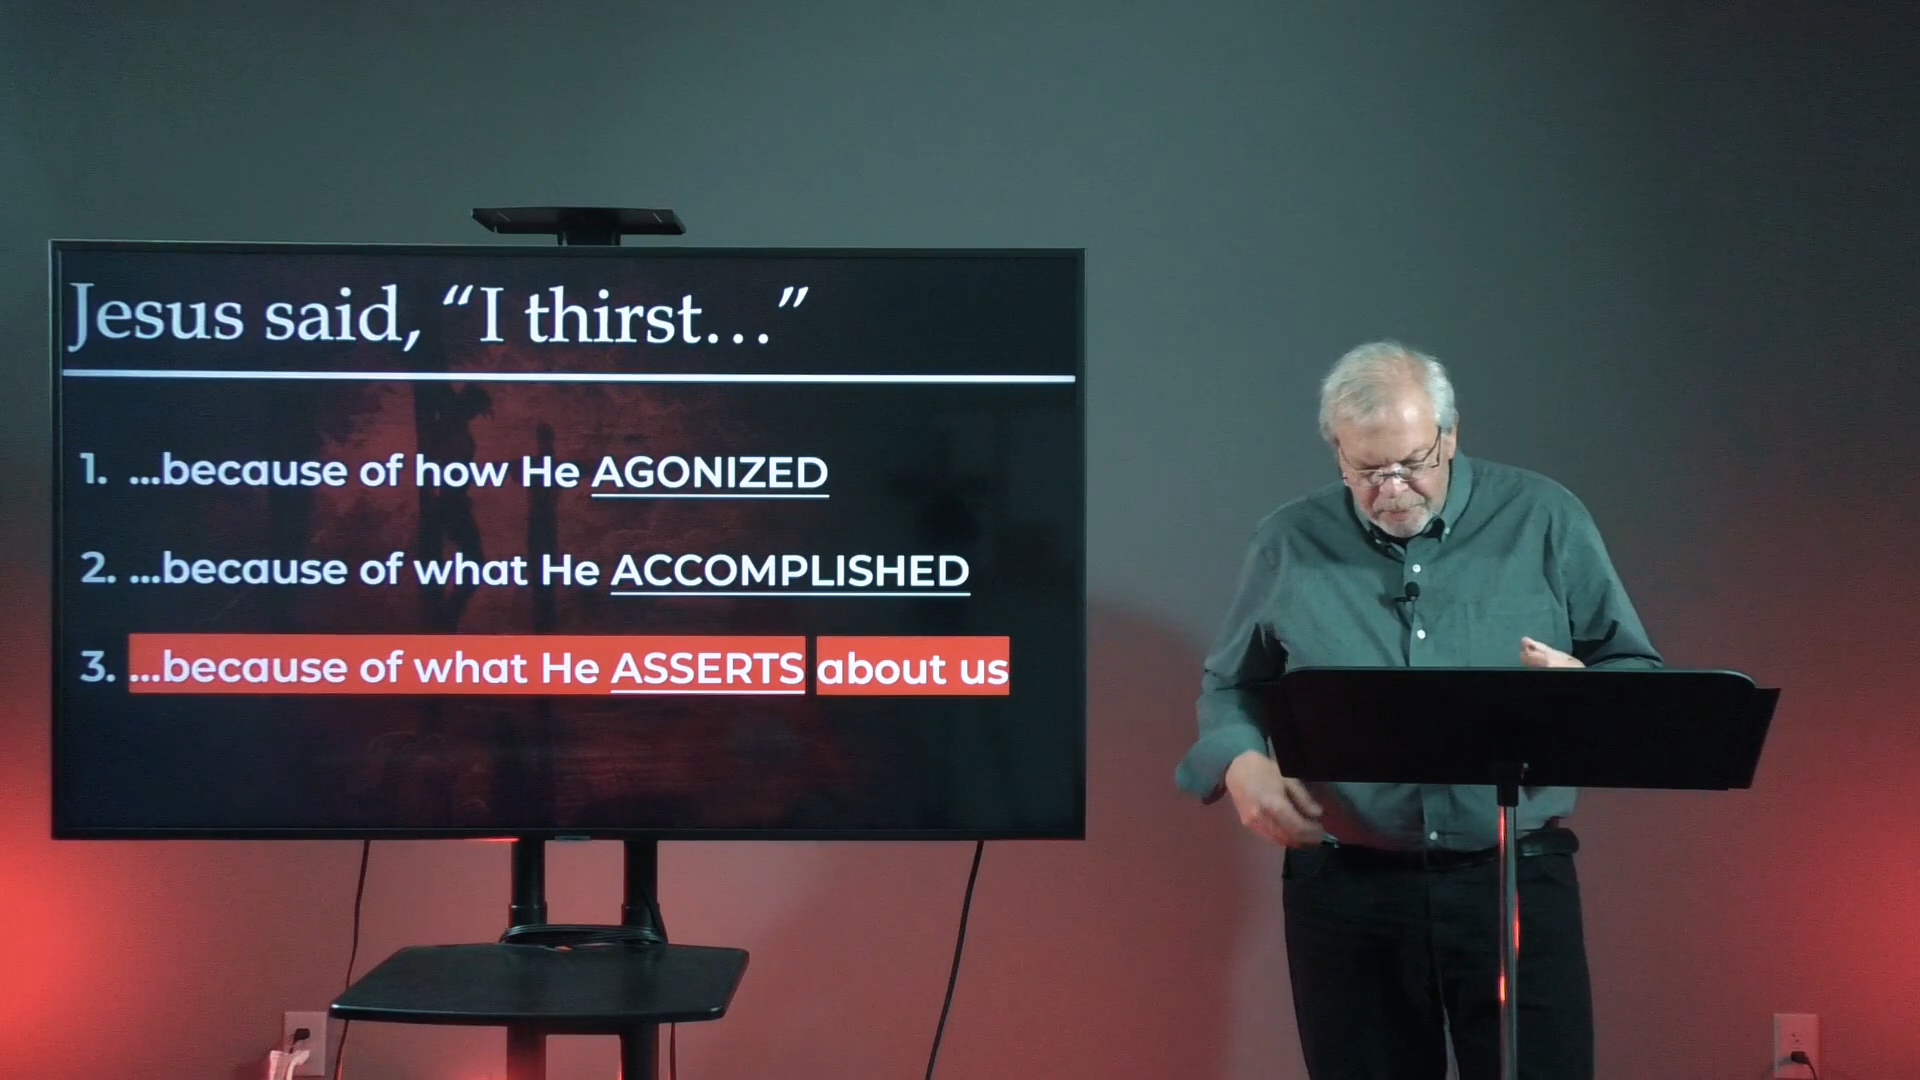 Jesus said, “I thirst…”
1. …because of how He AGONIZED
2. …because of what He ACCOMPLISHED
3. …because of what He ASSERTS about us